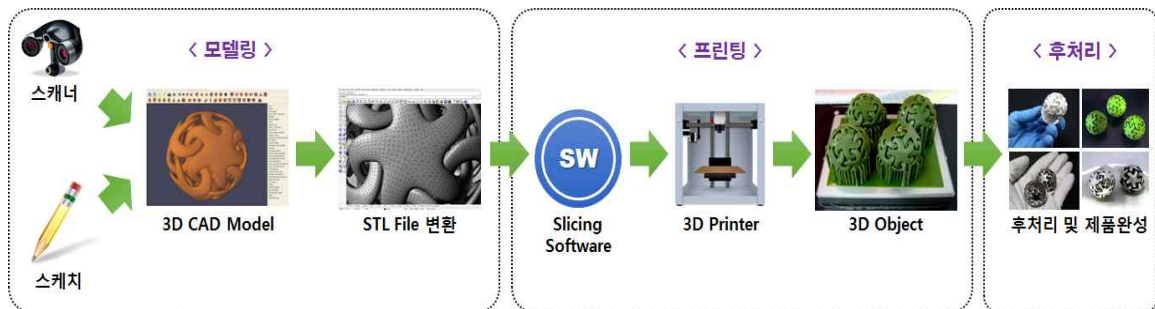 < 모델링 >
스캐너
스케치
3D CAD Model
STL File 변환
< 프린팅 >
SW
Slicing
Software
3D Printer
3D Object
< 후처리 >
후처리 및 제품완성